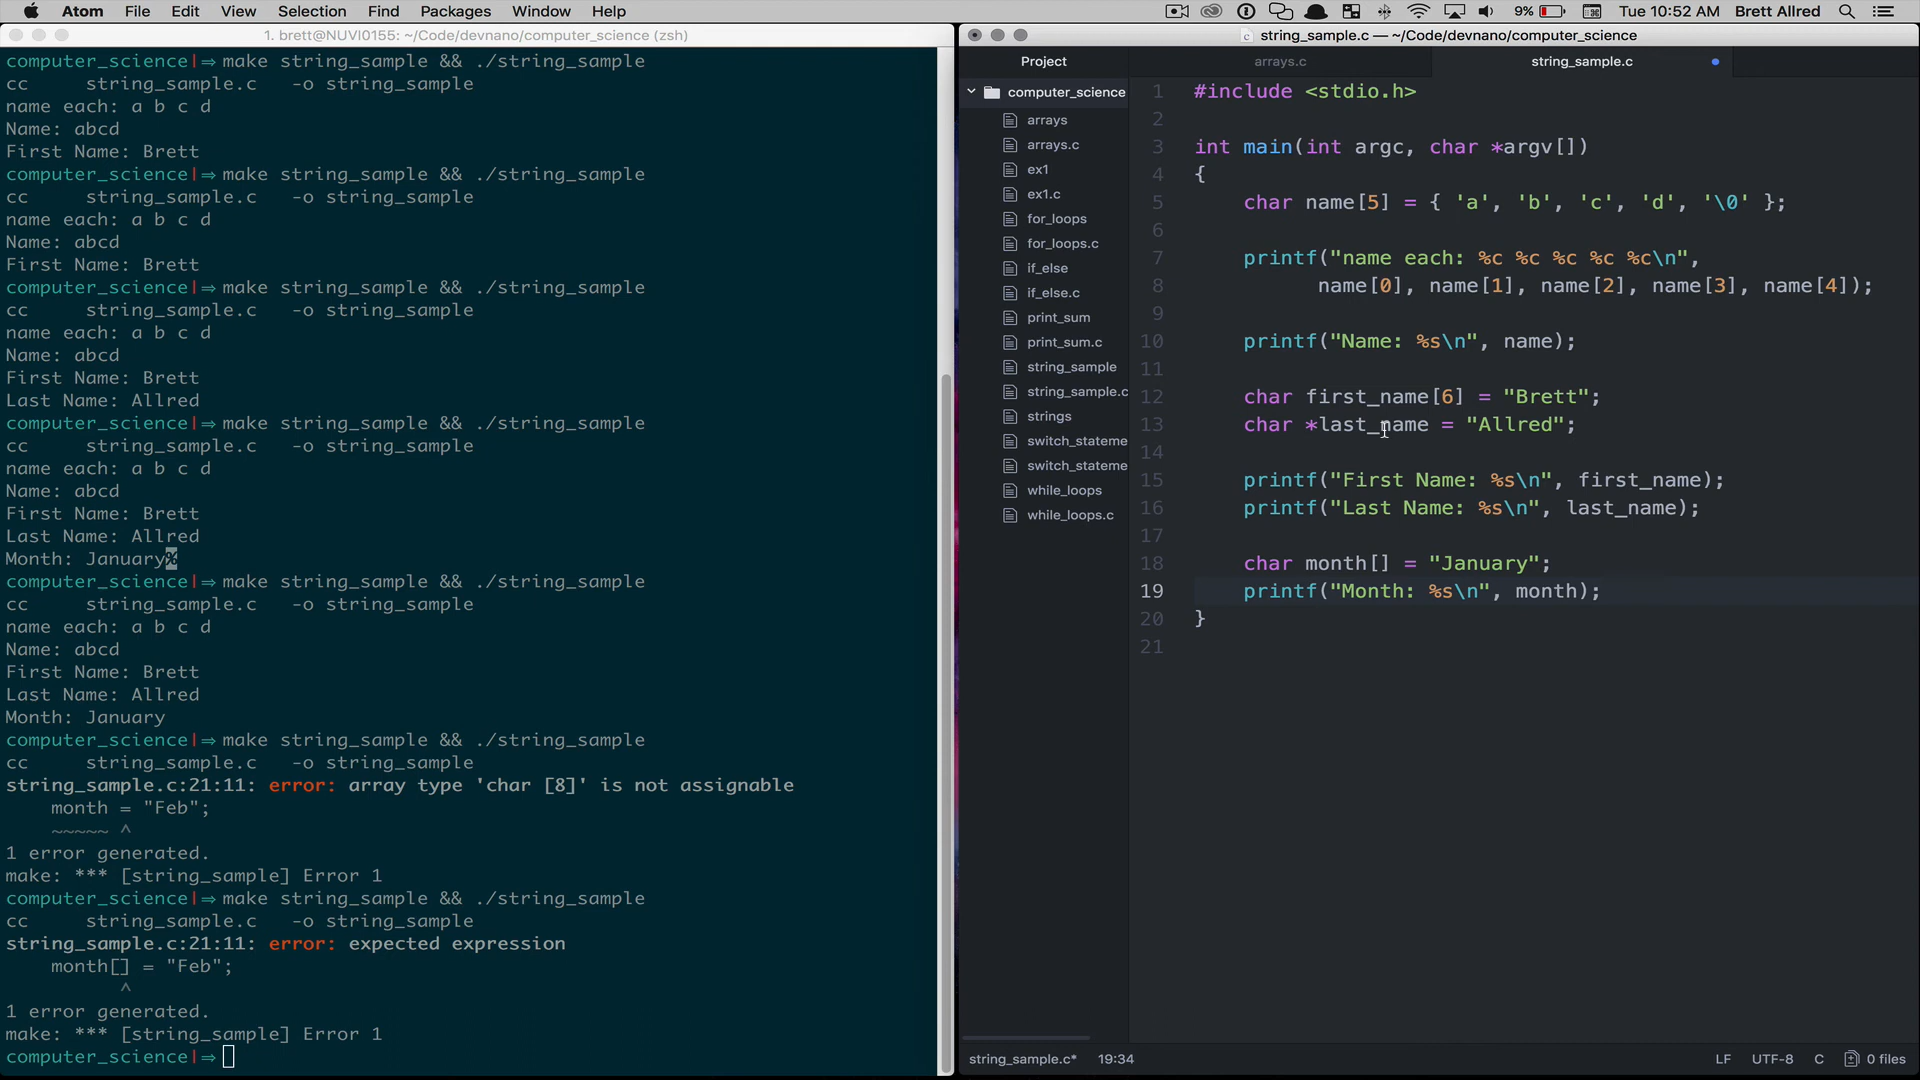 Atom File Edit View Selection Find Packages Window Help 9% Tue 10:52 AM Brett Allred
1. brett@NUVI0155: ~/Code/devnano/computer_science (zsh)
computer_science|⇒ make string_sample && ./string_sample
cc string_sample.c -o string_sample
name each: a b c d
Name: abcd
First Name: Brett
computer_science|⇒ make string_sample && ./string_sample
cc string_sample.c -o string_sample
name each: a b c d
Name: abcd
First Name: Brett
computer_science|⇒ make string_sample && ./string_sample
cc string_sample.c -o string_sample
name each: a b c d
Name: abcd
First Name: Brett
Last Name: Allred
computer_science|⇒ make string_sample && ./string_sample
cc string_sample.c -o string_sample
name each: a b c d
Name: abcd
First Name: Brett
Last Name: Allred
Month: January%
computer_science|⇒ make string_sample && ./string_sample
cc string_sample.c -o string_sample
name each: a b c d
Name: abcd
First Name: Brett
Last Name: Allred
Month: January
computer_science|⇒ make string_sample && ./string_sample
cc string_sample.c -o string_sample
string_sample.c:21:11: error: array type 'char [8]' is not assignable
month = "Feb";
~~~~~ ^
1 error generated.
make: *** [string_sample] Error 1
computer_science|⇒ make string_sample && ./string_sample
cc string_sample.c -o string_sample
string_sample.c:21:11: error: expected expression
month[] = "Feb";
^
1 error generated.
make: *** [string_sample] Error 1
computer_science|⇒
string_sample.c — ~/Code/devnano/computer_science
Project
computer_science
arrays
arrays.c
ex1
ex1.c
for_loops
for_loops.c
if_else
if_else.c
print_sum
print_sum.c
string_sample
string_sample.c
strings
switch_stateme
switch_stateme
while_loops
while_loops.c
arrays.c string_sample.c
1 #include <stdio.h>
2
3 int main(int argc, char *argv[])
4 {
5 char name[5] = { 'a', 'b', 'c', 'd', '\0' };
6
7 printf("name each: %c %c %c %c %c\n",
8 name[0], name[1], name[2], name[3], name[4]);
9
10 printf("Name: %s\n", name);
11
12 char first_name[6] = "Brett";
13 char *last_name = "Allred";
14
15 printf("First Name: %s\n", first_name);
16 printf("Last Name: %s\n", last_name);
17
18 char month[] = "January";
19 printf("Month: %s\n", month);
20 }
21
string_sample.c* 19:34 LF UTF-8 C 0 files